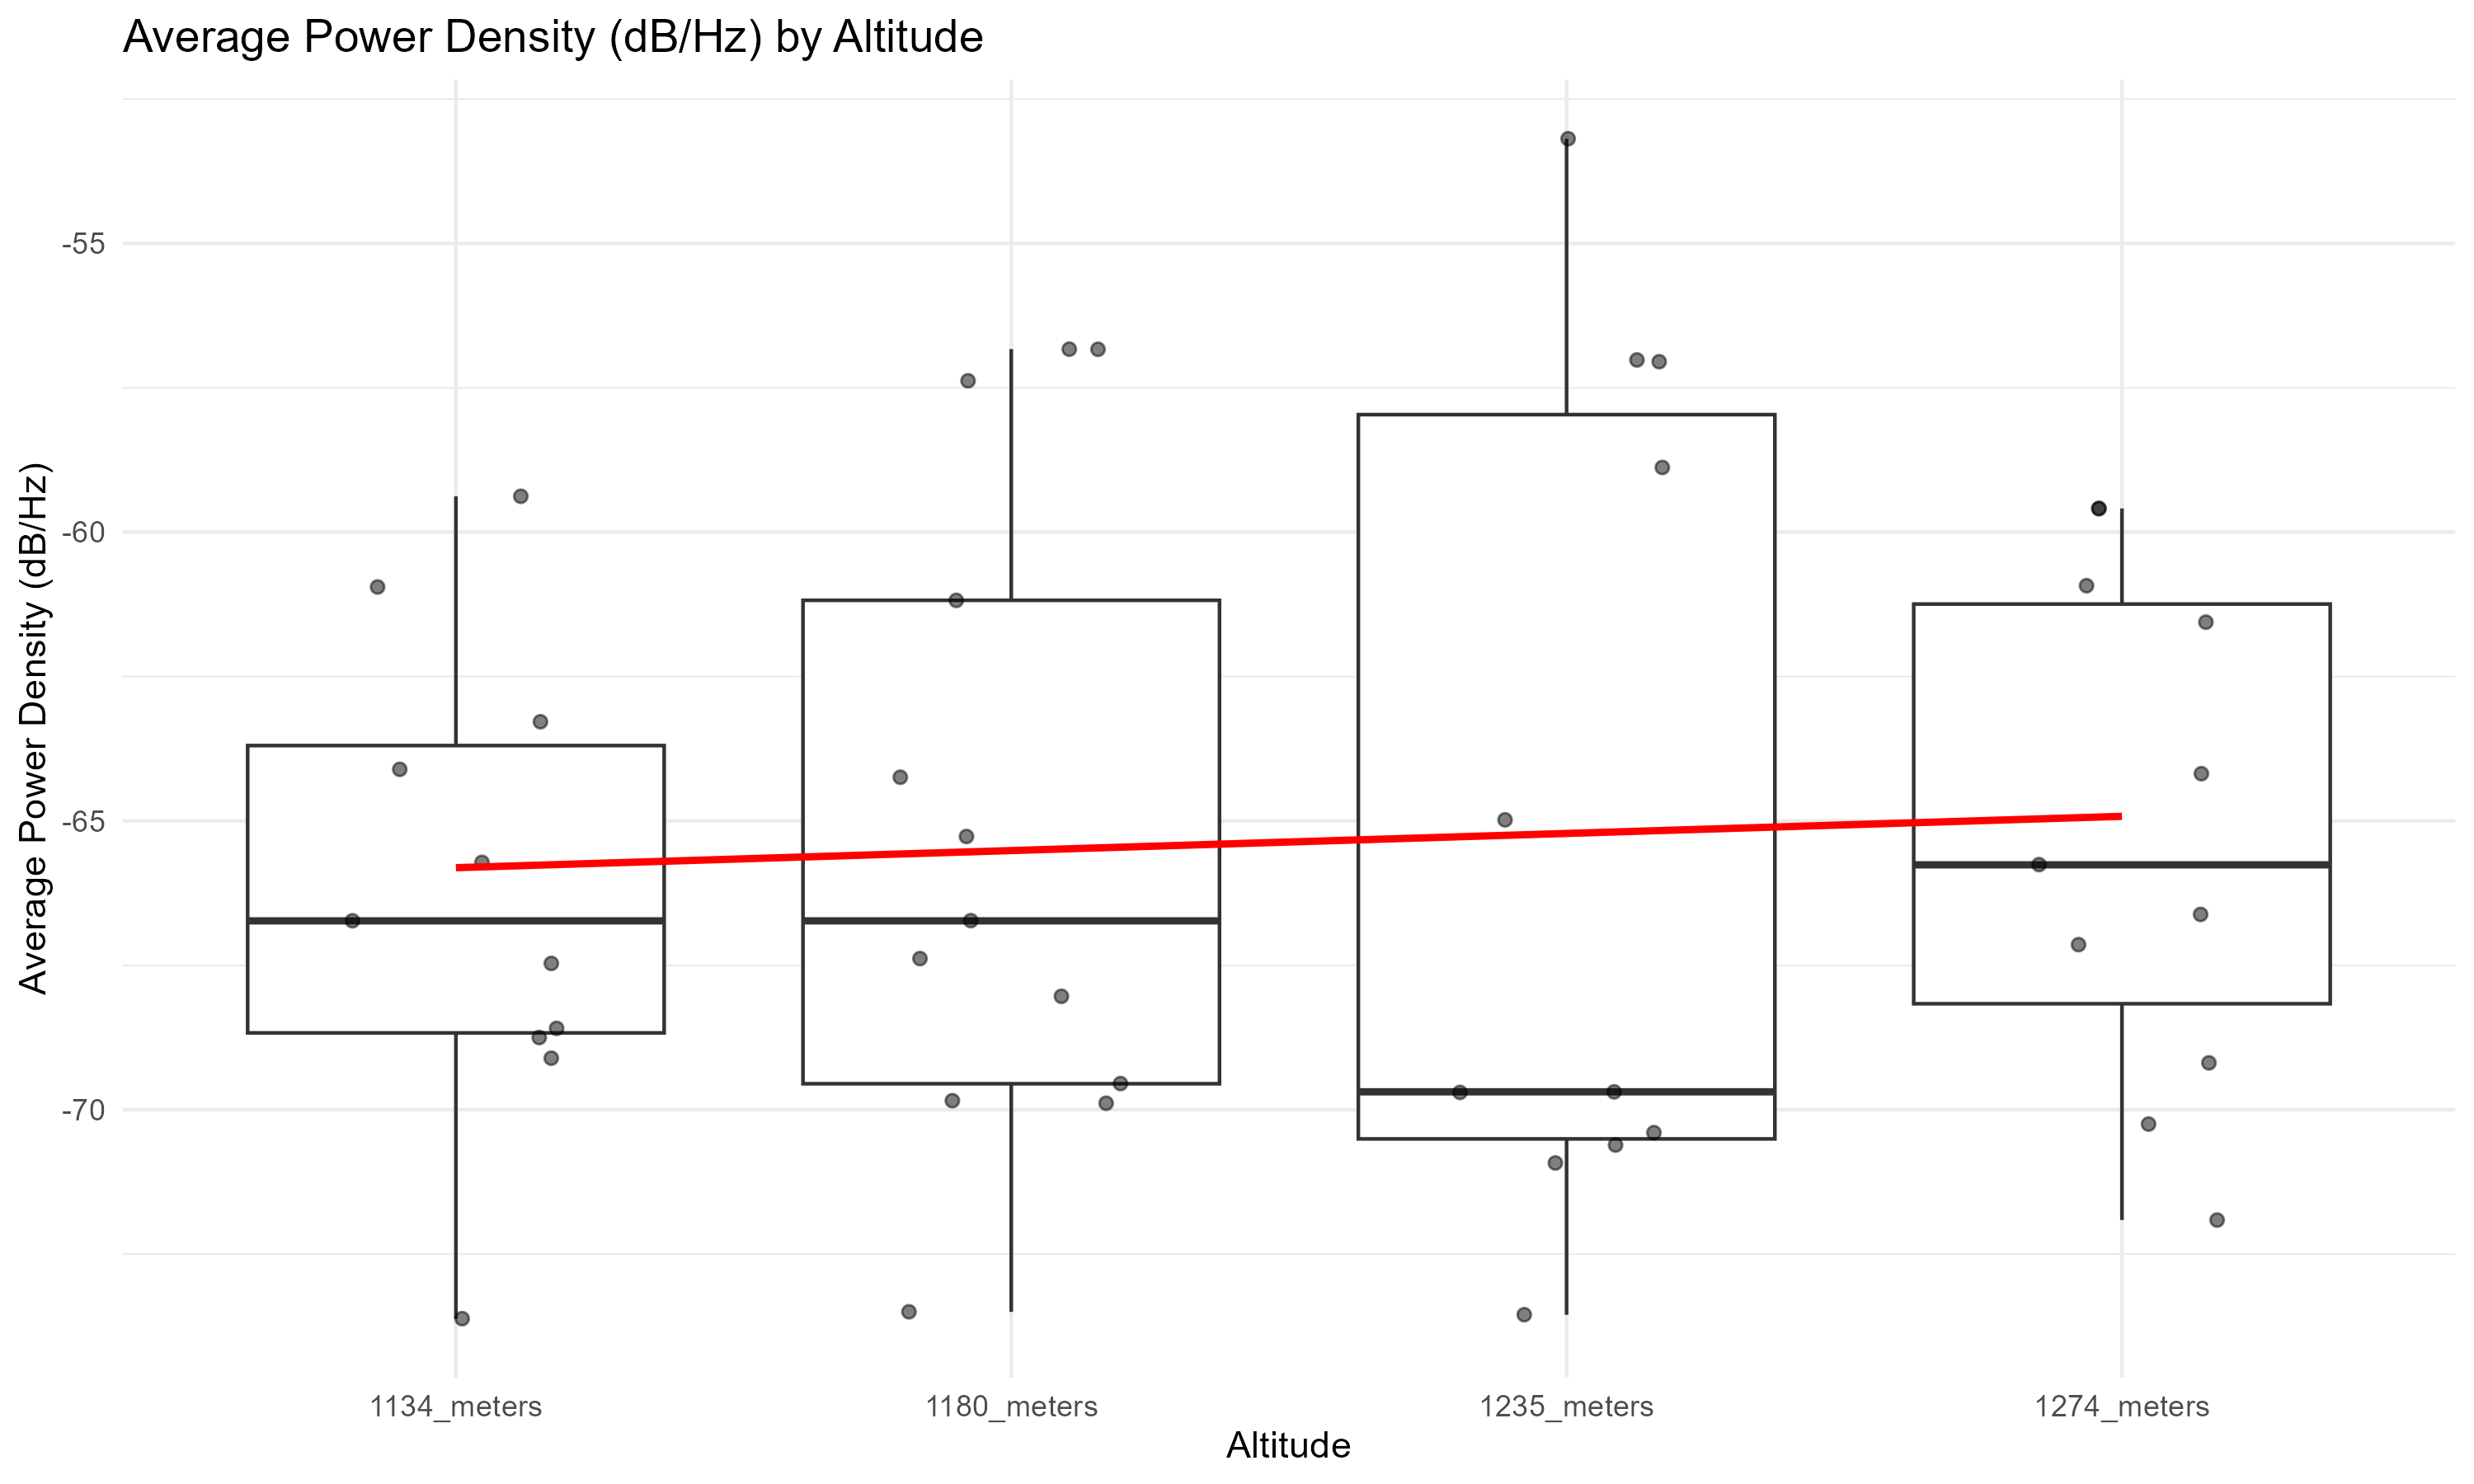 Average Power Density (dB/Hz) by Altitude
Average Power Density (dB/Hz)
-55
-60
-65
-70
1134_meters
1180_meters
1235_meters
1274_meters
Altitude